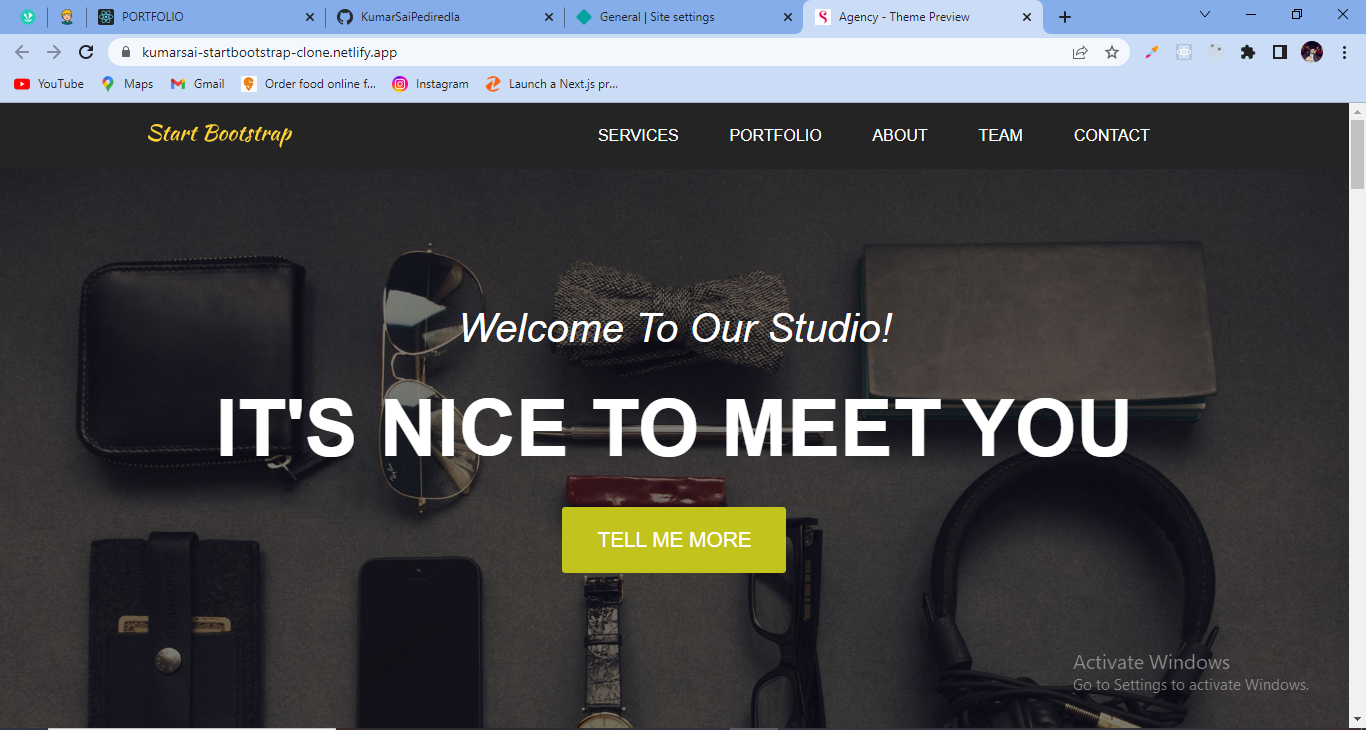 PORTFOLIO
KumarSaiPediredla
General | Site settings
Agency - Theme Preview
kumarsai-startbootstrap-clone.netlify.app
YouTube
Maps
Gmail
Order food online f...
Instagram
Launch a Next.js pr...
Start Bootstrap
SERVICES
PORTFOLIO
ABOUT
TEAM
CONTACT
Welcome To Our Studio!
IT'S NICE TO MEET YOU
TELL ME MORE
Activate Windows
Go to Settings to activate Windows.